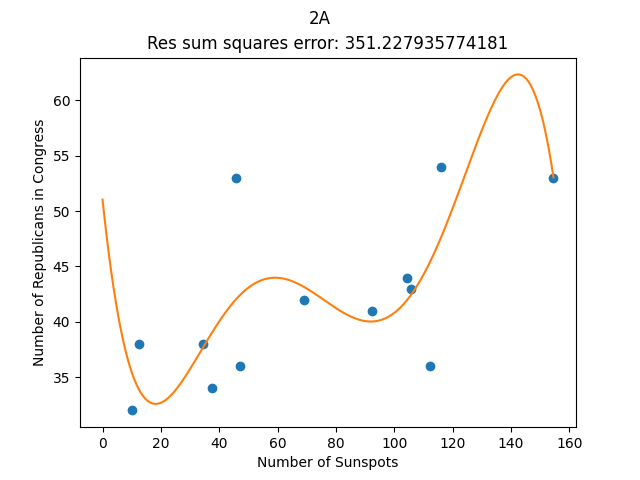 2A
Res sum squares error: 351.227935774181
Number of Republicans in Congress
60
55
50
45
40
35
0 20 40 60 80 100 120 140 160
Number of Sunspots